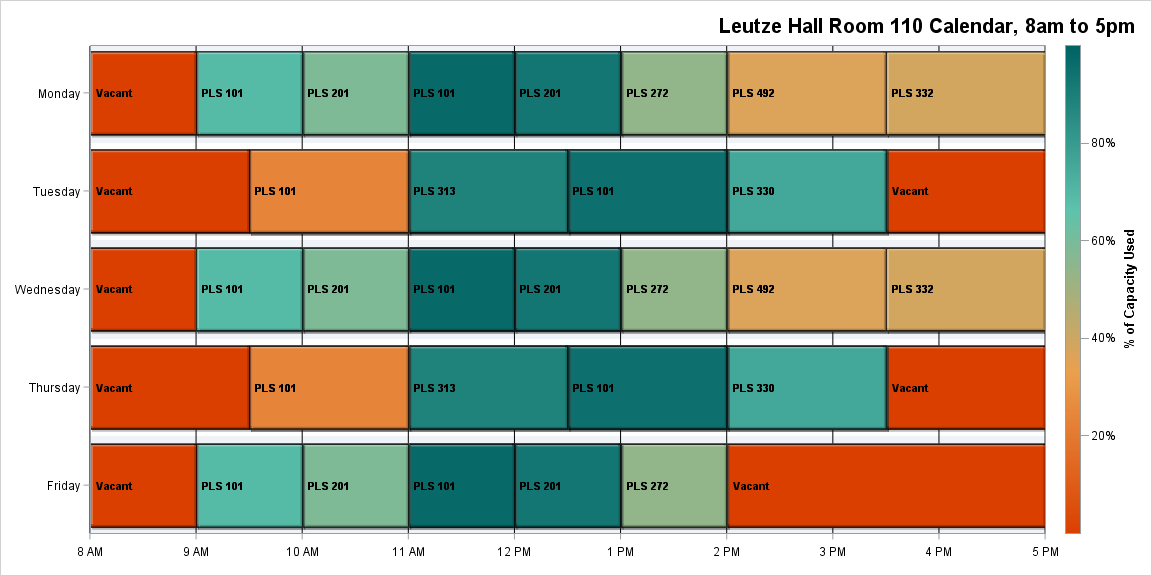 Leutze Hall Room 110 Calendar, 8am to 5pm
Monday
Vacant
PLS 101
PLS 201
PLS 101
PLS 201
PLS 272
PLS 492
PLS 332
Tuesday
Vacant
PLS 101
PLS 313
PLS 101
PLS 330
Vacant
Wednesday
Vacant
PLS 101
PLS 201
PLS 101
PLS 201
PLS 272
PLS 492
PLS 332
Thursday
Vacant
PLS 101
PLS 313
PLS 101
PLS 330
Vacant
Friday
Vacant
PLS 101
PLS 201
PLS 101
PLS 201
PLS 272
Vacant
8 AM
9 AM
10 AM
11 AM
12 PM
1 PM
2 PM
3 PM
4 PM
5 PM
80%
60%
40%
20%
% of Capacity Used